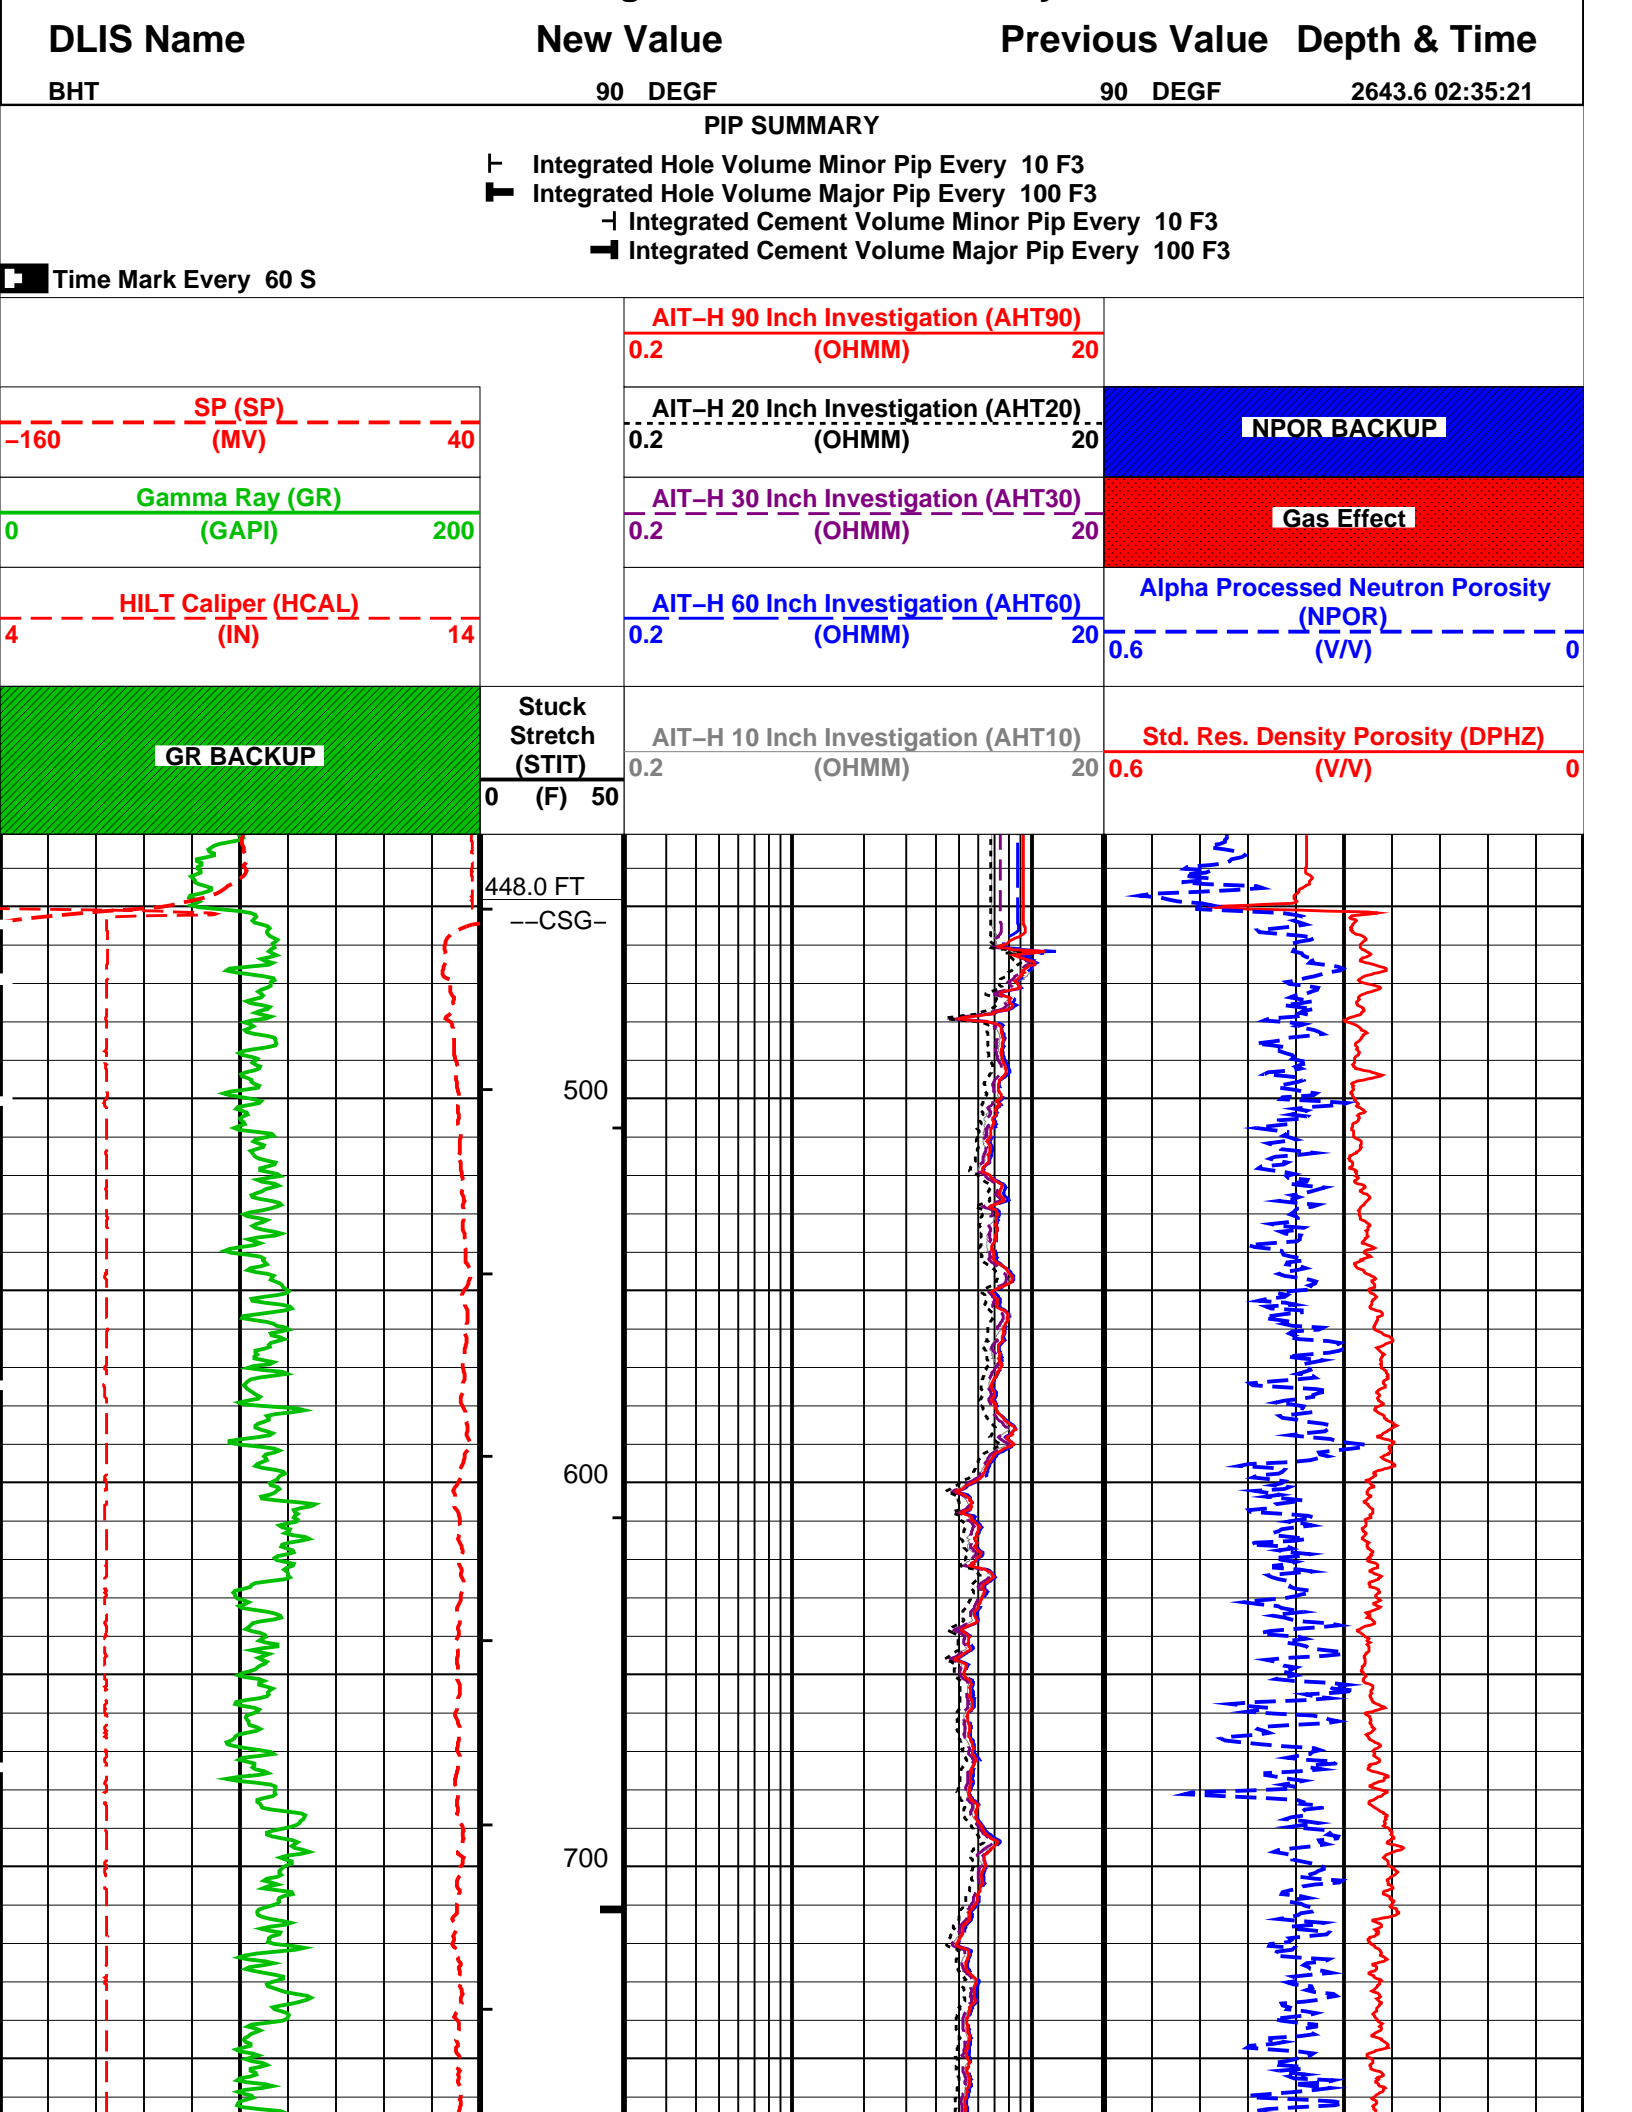 DLIS Name New Value Previous Value Depth & Time
BHT 90 DEGF 90 DEGF 2643.6 02:35:21
PIP SUMMARY
Integrated Hole Volume Minor Pip Every 10 F3
Integrated Hole Volume Major Pip Every 100 F3
Integrated Cement Volume Minor Pip Every 10 F3
Integrated Cement Volume Major Pip Every 100 F3
Time Mark Every 60 S
AIT–H 90 Inch Investigation (AHT90)
0.2 (OHMM) 20
SP (SP)
–160 (MV) 40
AIT–H 20 Inch Investigation (AHT20)
0.2 (OHMM) 20
NPOR BACKUP
Gamma Ray (GR)
0 (GAPI) 200
AIT–H 30 Inch Investigation (AHT30)
0.2 (OHMM) 20
Gas Effect
HILT Caliper (HCAL)
4 (IN) 14
AIT–H 60 Inch Investigation (AHT60)
0.2 (OHMM) 20
Alpha Processed Neutron Porosity
(NPOR)
0.6 (V/V) 0
GR BACKUP
Stuck
Stretch
(STIT)
0 (F) 50
AIT–H 10 Inch Investigation (AHT10)
0.2 (OHMM) 20
Std. Res. Density Porosity (DPHZ)
0.6 (V/V) 0
448.0 FT
––CSG–
500
600
700